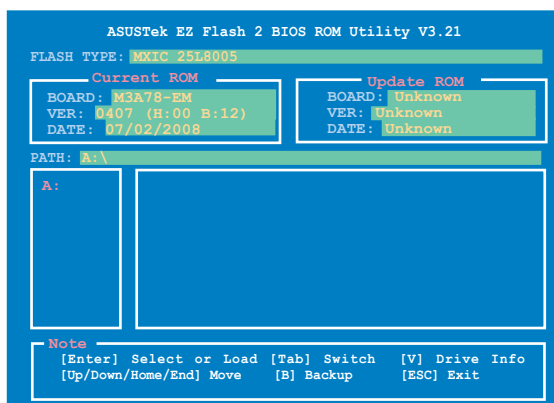 ASUSTek EZ Flash 2 BIOS ROM Utility V3.21
FLASH TYPE: MXIC 25L8005
Current ROM
BOARD: M3A78-EM
VER: 0407 (H:00 B:12)
DATE: 07/02/2008
Update ROM
BOARD: Unknown
VER: Unknown
DATE: Unknown
PATH: A:\
A:
Note
[Enter] Select or Load [Tab] Switch [V] Drive Info
[Up/Down/Home/End] Move [B] Backup [ESC] Exit